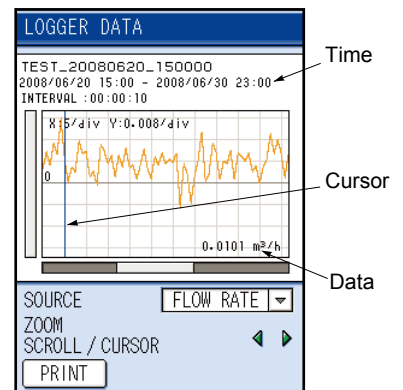 LOGGER DATA
TEST_20080620_150000
2008/06/20 15:00 - 2008/06/30 23:00
INTERVAL :00:00:10
Time
X:5/div Y:0.008/div
0
Cursor
0.0101 m³/h
Data
SOURCE FLOW RATE
ZOOM
SCROLL / CURSOR
PRINT